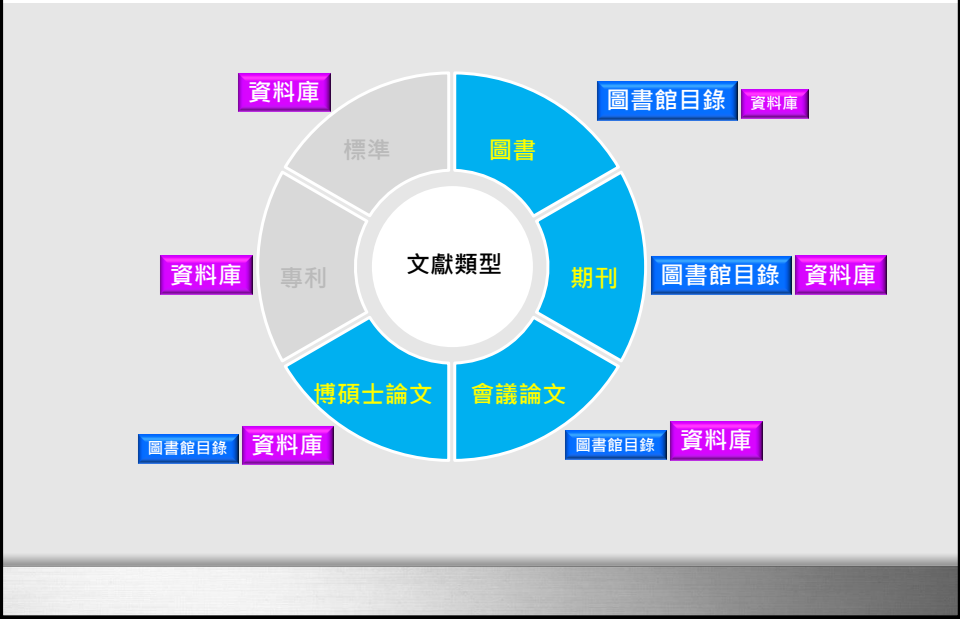 資料庫
圖書館目錄 資料庫
標準
圖書
文獻類型
資料庫
專利
期刊
圖書館目錄 資料庫
博碩士論文
會議論文
圖書館目錄 資料庫
圖書館目錄 資料庫